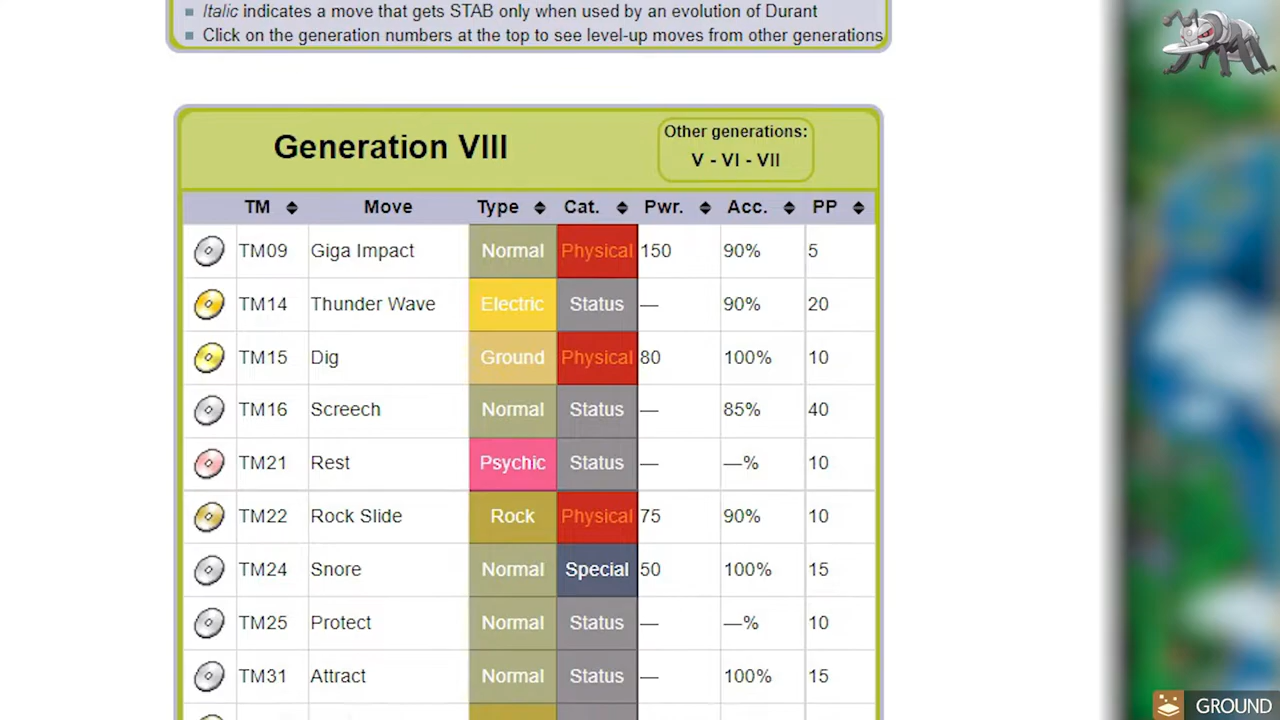 Italic indicates a move that gets STAB only when used by an evolution of Durant
Click on the generation numbers at the top to see level-up moves from other generations
Generation VIII
Other generations:
V - VI - VII
TM Move Type Cat. Pwr. Acc. PP
TM09 Giga Impact Normal Physical 150 90% 5
TM14 Thunder Wave Electric Status — 90% 20
TM15 Dig Ground Physical 80 100% 10
TM16 Screech Normal Status — 85% 40
TM21 Rest Psychic Status — —% 10
TM22 Rock Slide Rock Physical 75 90% 10
TM24 Snore Normal Special 50 100% 15
TM25 Protect Normal Status — —% 10
TM31 Attract Normal Status — 100% 15
GROUND